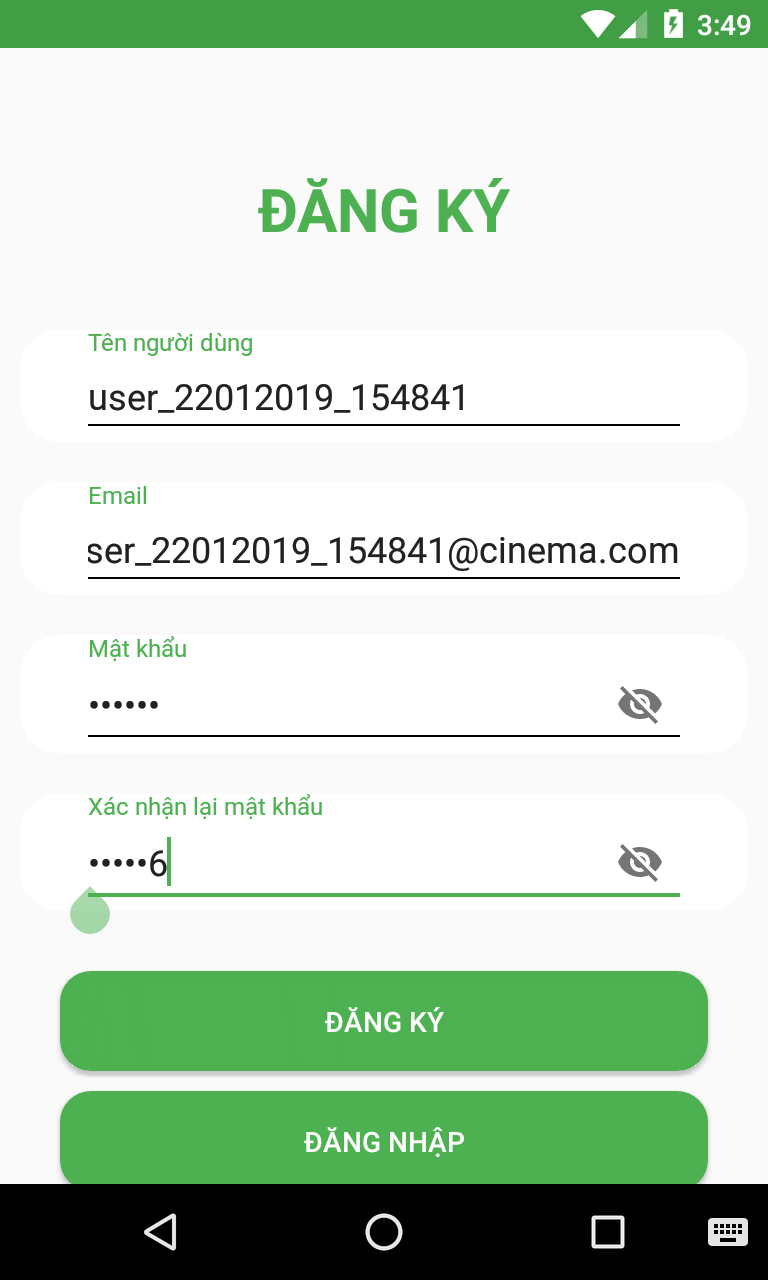 3:49
ĐĂNG KÝ
Tên người dùng
user_22012019_154841
Email
ser_22012019_154841@cinema.com
Mật khẩu
••••••
Xác nhận lại mật khẩu
•••••6
ĐĂNG KÝ
ĐĂNG NHẬP